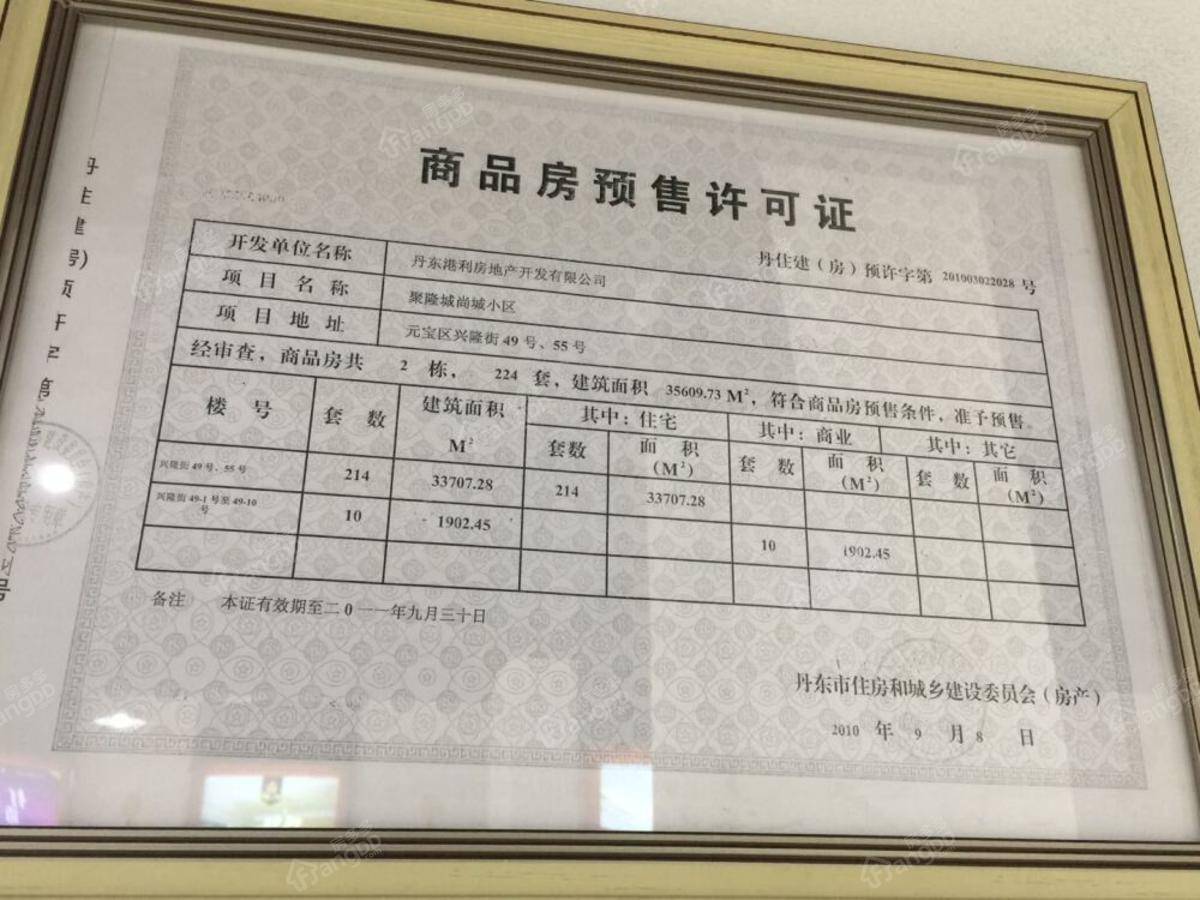 商品房预售许可证
丹住建（房）预许字第 201003022028 号
开发单位名称 丹东港利房地产开发有限公司
项目名称 聚隆城尚城小区
项目地址 元宝区兴隆街49号、55号
经审查，商品房共 2 栋， 224 套，建筑面积 35609.73 M²，符合商品房预售条件，准予预售。
楼号 套数 建筑面积 M² 其中：住宅 其中：商业 其中：其它
套数 面积（M²） 套数 面积（M²） 套数 面积（M²）
兴隆街49号、55号 214 33707.28 214 33707.28
兴隆街49-1号至49-10号 10 1902.45 10 1902.45
备注 本证有效期至二0一一年九月三十日
丹东市住房和城乡建设委员会（房产）
2010 年 9 月 8 日